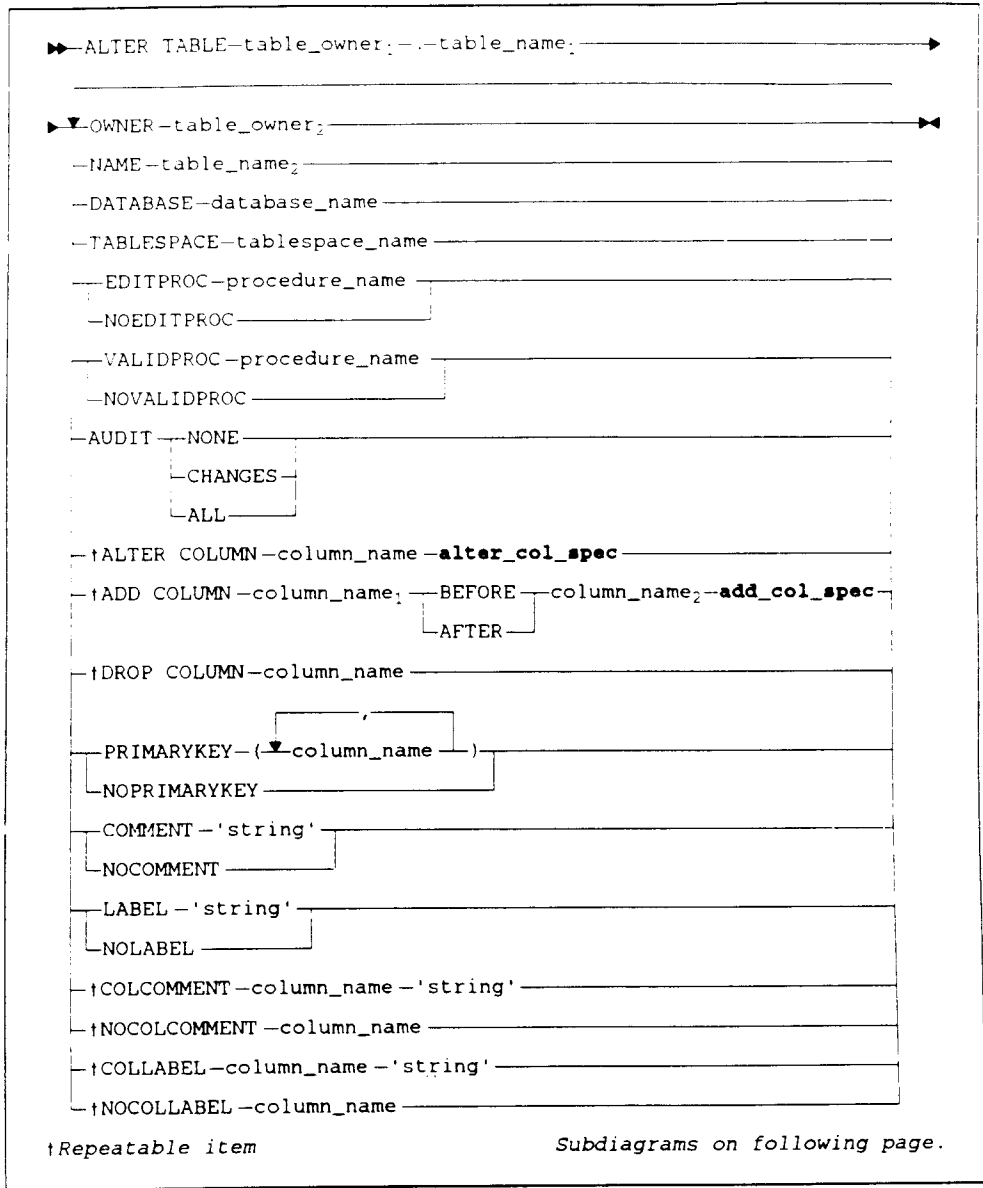 ALTER TABLE table_owner₁ . table_name₁
OWNER table_owner₂
NAME table_name₂
DATABASE database_name
TABLESPACE tablespace_name
EDITPROC procedure_name
NOEDITPROC
VALIDPROC procedure_name
NOVALIDPROC
AUDIT NONE
CHANGES
ALL
†ALTER COLUMN column_name alter_col_spec
†ADD COLUMN column_name₁ BEFORE column_name₂ add_col_spec
AFTER
†DROP COLUMN column_name
,
PRIMARYKEY (column_name)
NOPRIMARYKEY
COMMENT 'string'
NOCOMMENT
LABEL 'string'
NOLABEL
†COLCOMMENT column_name 'string'
†NOCOLCOMMENT column_name
†COLLABEL column_name 'string'
†NOCOLLABEL column_name
†Repeatable item Subdiagrams on following page.